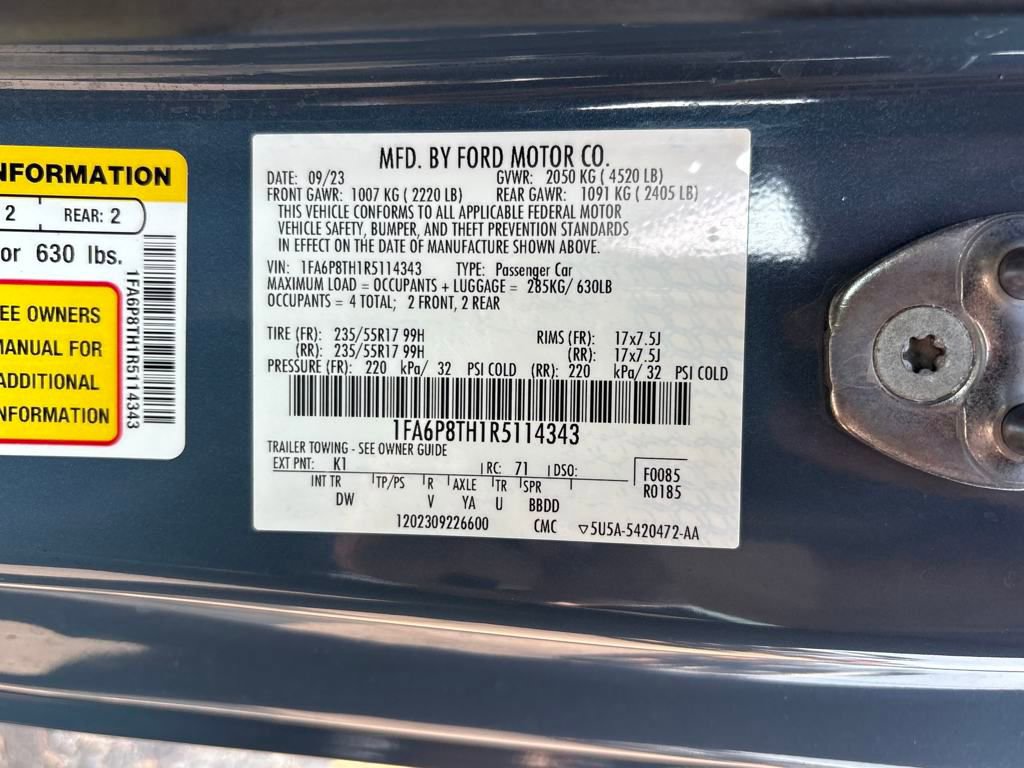 NFORMATION
2 REAR: 2
or 630 lbs.
EE OWNERS
MANUAL FOR
ADDITIONAL
NFORMATION
1FA6P8TH1R5114343
MFD. BY FORD MOTOR CO.
DATE: 09/23 GVWR: 2050 KG ( 4520 LB)
FRONT GAWR: 1007 KG ( 2220 LB) REAR GAWR: 1091 KG ( 2405 LB)
THIS VEHICLE CONFORMS TO ALL APPLICABLE FEDERAL MOTOR
VEHICLE SAFETY, BUMPER, AND THEFT PREVENTION STANDARDS
IN EFFECT ON THE DATE OF MANUFACTURE SHOWN ABOVE.
VIN: 1FA6P8TH1R5114343 TYPE: Passenger Car
MAXIMUM LOAD = OCCUPANTS + LUGGAGE = 285KG/ 630LB
OCCUPANTS = 4 TOTAL; 2 FRONT, 2 REAR
TIRE (FR): 235/55R17 99H RIMS (FR): 17x7.5J
(RR): 235/55R17 99H (RR): 17x7.5J
PRESSURE (FR): 220 kPa/ 32 PSI COLD (RR): 220 kPa/ 32 PSI COLD
1FA6P8TH1R5114343
TRAILER TOWING - SEE OWNER GUIDE
EXT PNT: K1 RC: 71 DSO: F0085
INT TR TP/PS R AXLE TR SPR R0185
DW V YA U BBDD
1202309226600 CMC ▽5U5A-5420472-AA